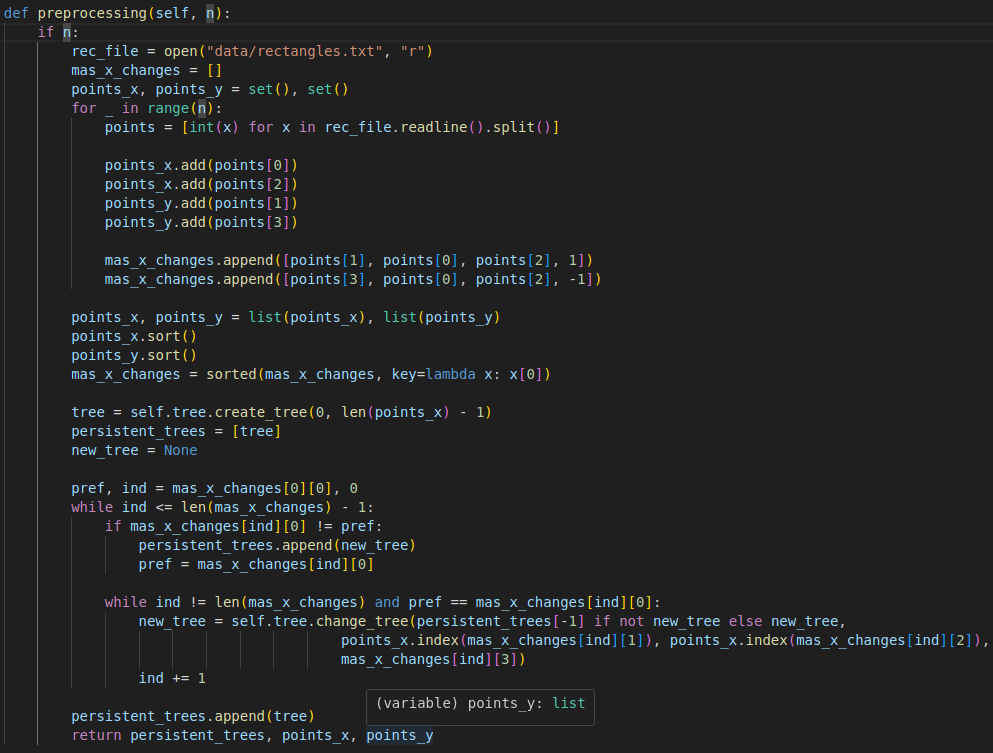 def preprocessing(self, n):
    if n:
        rec_file = open("data/rectangles.txt", "r")
        mas_x_changes = []
        points_x, points_y = set(), set()
        for _ in range(n):
            points = [int(x) for x in rec_file.readline().split()]

            points_x.add(points[0])
            points_x.add(points[2])
            points_y.add(points[1])
            points_y.add(points[3])

            mas_x_changes.append([points[1], points[0], points[2], 1])
            mas_x_changes.append([points[3], points[0], points[2], -1])

        points_x, points_y = list(points_x), list(points_y)
        points_x.sort()
        points_y.sort()
        mas_x_changes = sorted(mas_x_changes, key=lambda x: x[0])

        tree = self.tree.create_tree(0, len(points_x) - 1)
        persistent_trees = [tree]
        new_tree = None

        pref, ind = mas_x_changes[0][0], 0
        while ind <= len(mas_x_changes) - 1:
            if mas_x_changes[ind][0] != pref:
                persistent_trees.append(new_tree)
                pref = mas_x_changes[ind][0]

            while ind != len(mas_x_changes) and pref == mas_x_changes[ind][0]:
                new_tree = self.tree.change_tree(persistent_trees[-1] if not new_tree else new_tree,
                                        points_x.index(mas_x_changes[ind][1]), points_x.index(mas_x_changes[ind][2]),
                                        mas_x_changes[ind][3])
                ind += 1
(variable) points_y: list
        persistent_trees.append(tree)
        return persistent_trees, points_x, points_y